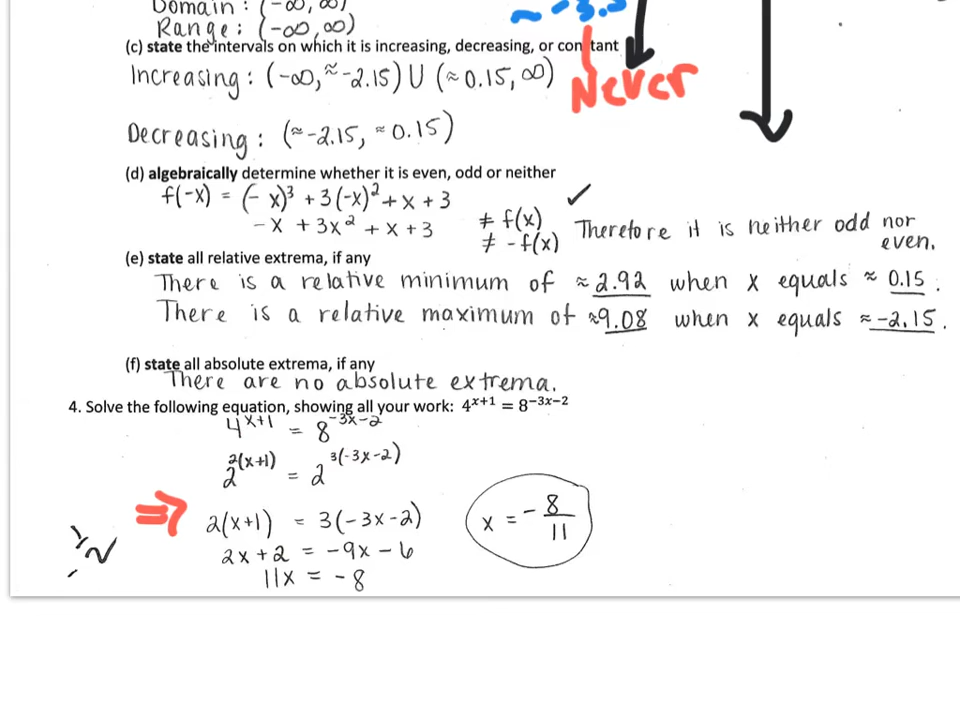 Domain : (-∞, ∞)
Range : (-∞, ∞)
~ -3.5
(c) state the intervals on which it is increasing, decreasing, or constant
Increasing : (-∞, ≈ -2.15) U (≈ 0.15, ∞)
Never
Decreasing : (≈ -2.15, ≈ 0.15)
(d) algebraically determine whether it is even, odd or neither
f(-x) = (-x)³ + 3(-x)² + x + 3 ✓
-x + 3x² + x + 3 ≠ f(x) Therefore it is neither odd nor
≠ -f(x) even.
(e) state all relative extrema, if any
There is a relative minimum of ≈ 2.92 when x equals ≈ 0.15.
There is a relative maximum of ≈ 9.08 when x equals ≈ -2.15.
(f) state all absolute extrema, if any
There are no absolute extrema.
4. Solve the following equation, showing all your work: 4ˣ⁺¹ = 8⁻³ˣ⁻²
4^x+1 = 8^-3x-2
2^2(x+1) = 2^3(-3x-2)
⇒ 2(x+1) = 3(-3x-2) x = -8/11
2x+2 = -9x - 6
11x = -8